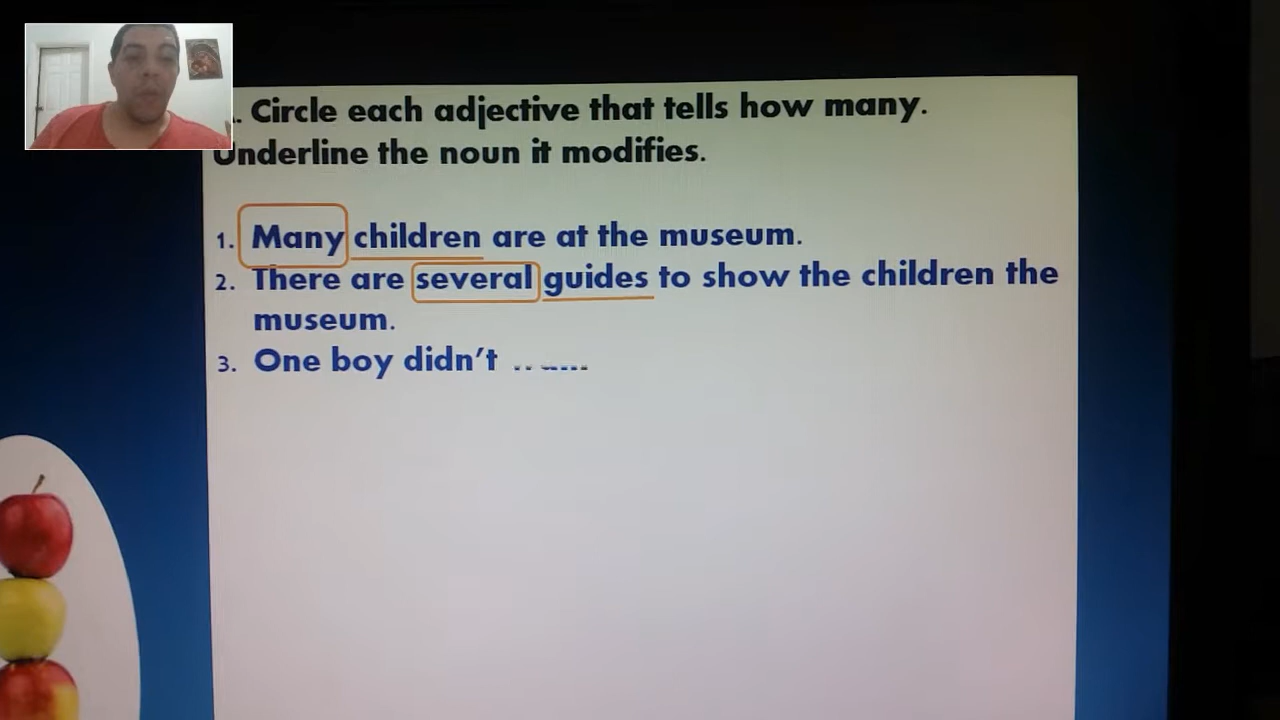 . Circle each adjective that tells how many.
Underline the noun it modifies.
1. Many children are at the museum.
2. There are several guides to show the children the
museum.
3. One boy didn't